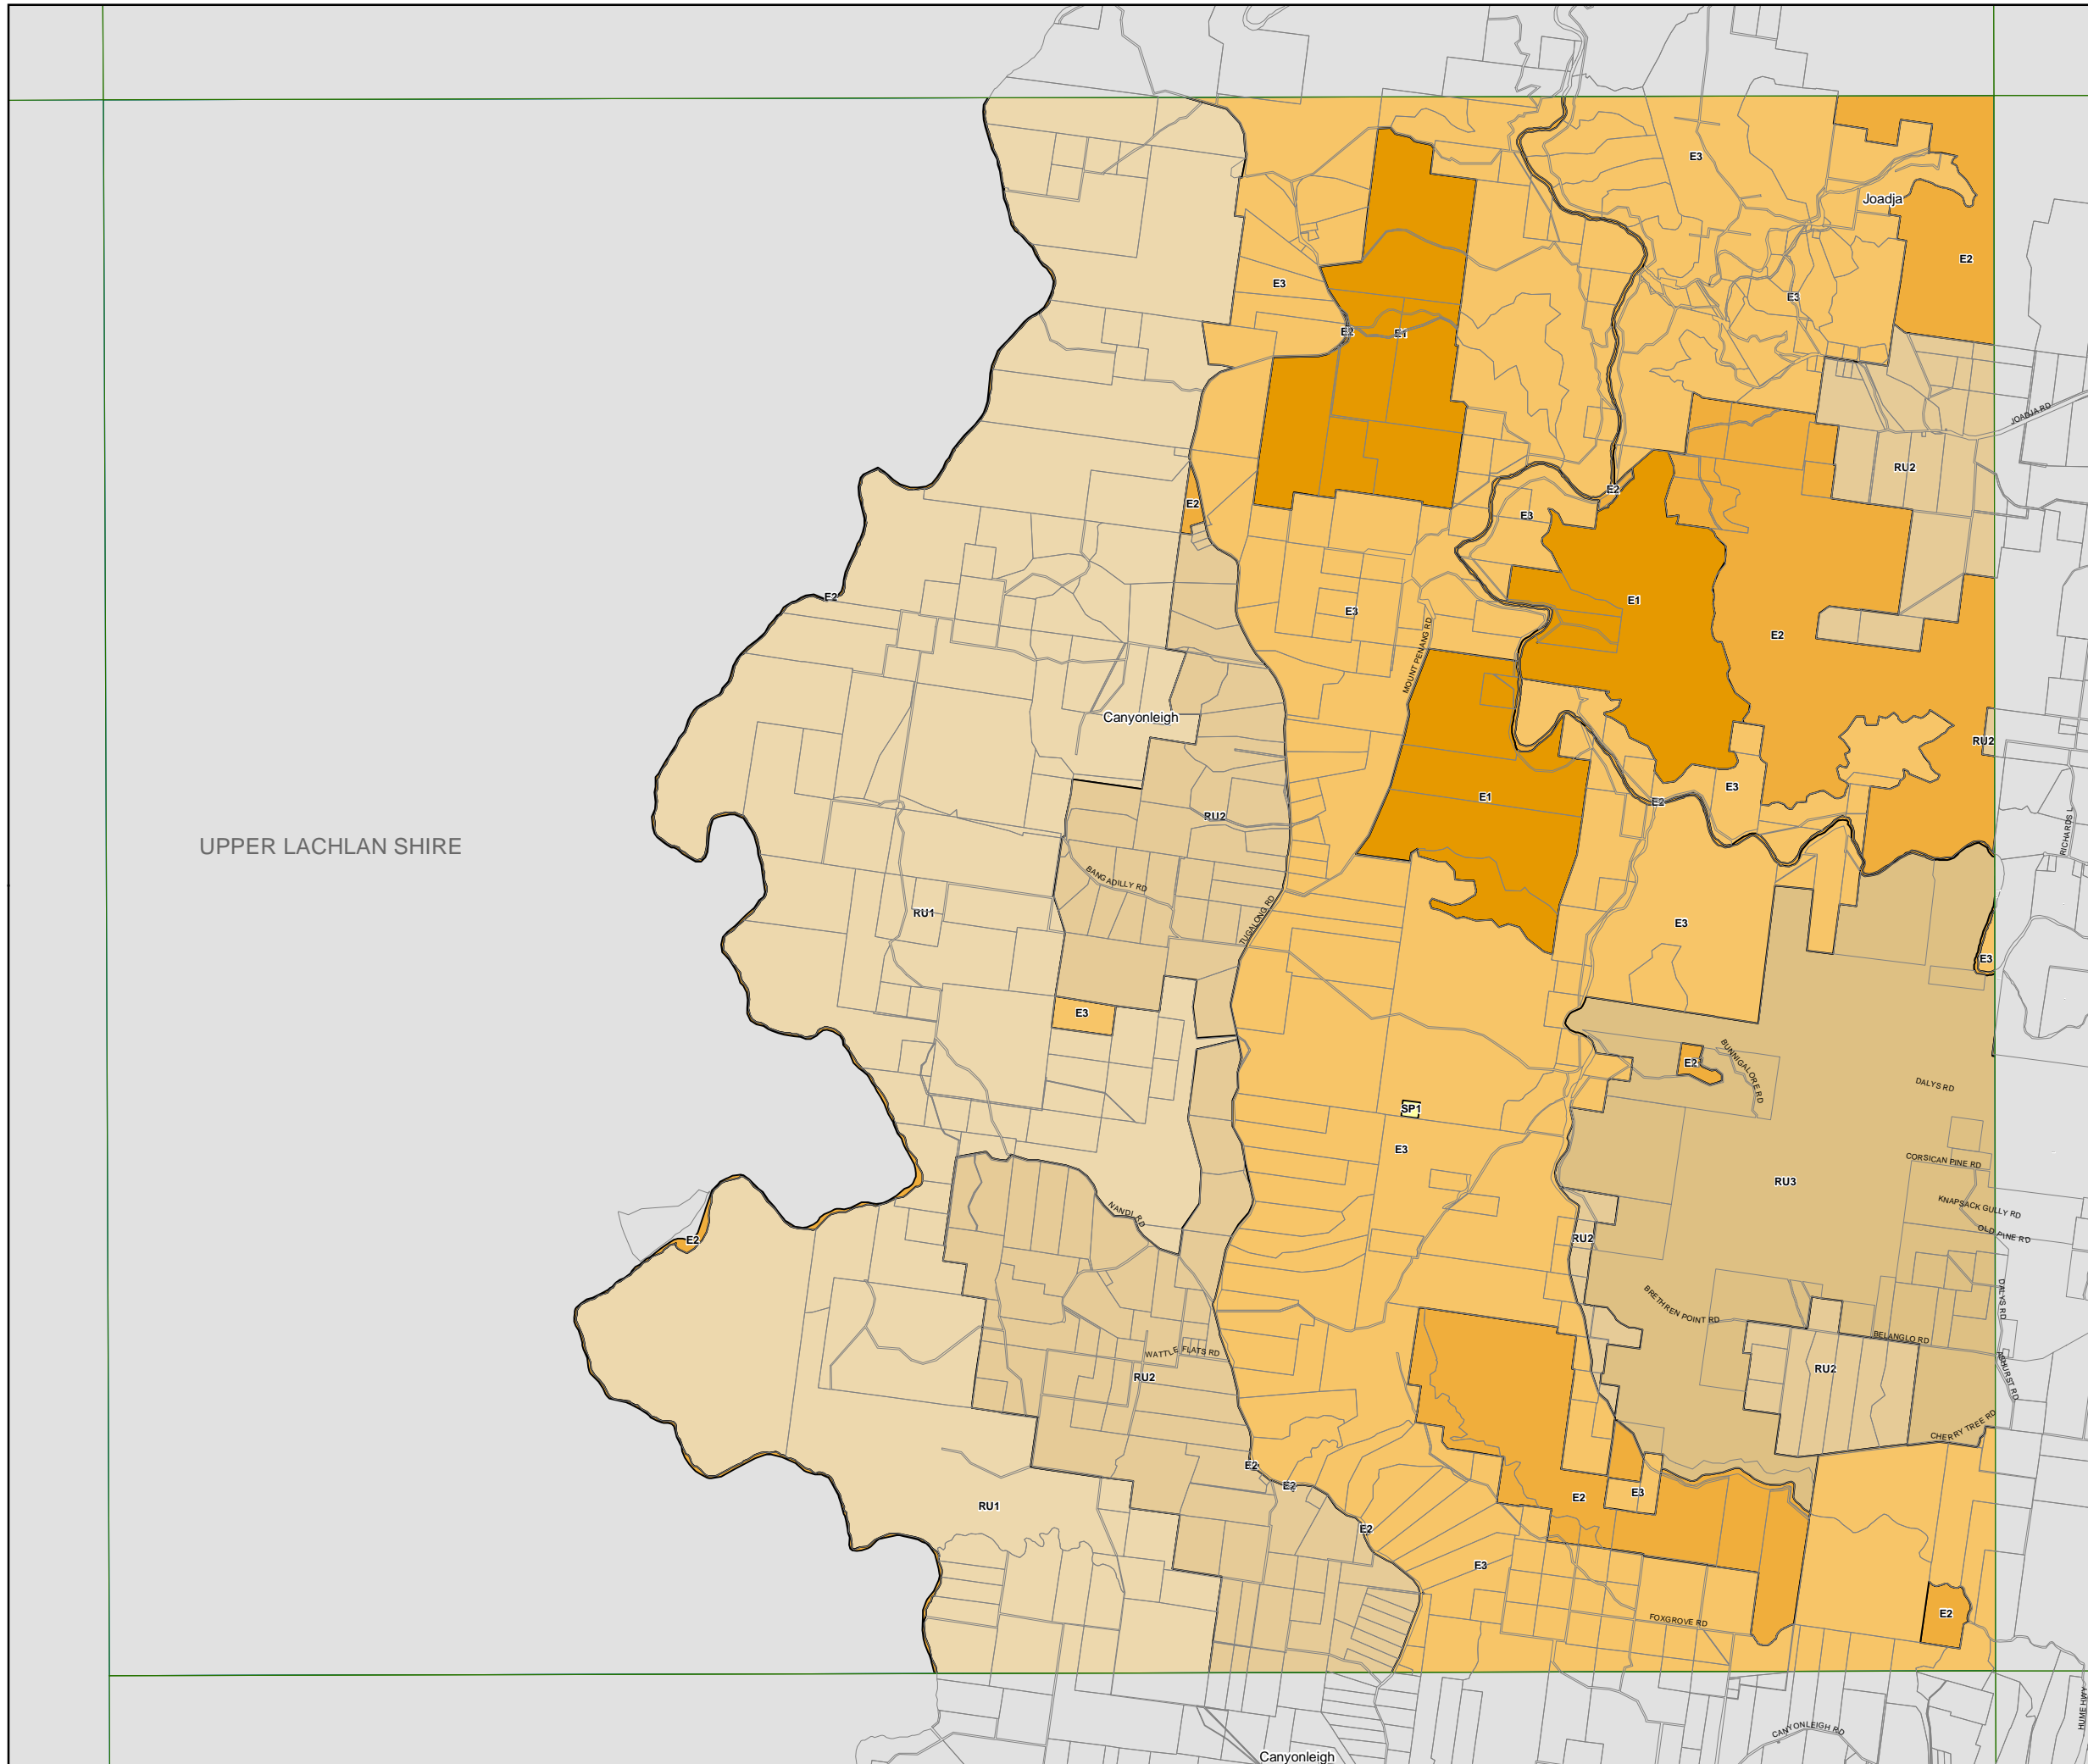 E3
Joadja
E2
E3
E3
E2
E1
JOADJA RD
RU2
E2
E2
E3
E2
E1
E3
E2
MOUNT PENANG RD
Canyonleigh
RU2
E3
E1
E2
RU2
UPPER LACHLAN SHIRE
RICHARDS L
BANGADILLY RD
RU1
TUGALONG RD
E3
E3
E3
E2
BUNNIGALORE RD
DALYS RD
SP1
E3
CORSICAN PINE RD
RU3
KNAPSACK GULLY RD
NANDI RD
OLD PINE RD
RU2
E2
DALYS RD
BRETHREN POINT RD
BELANGLO RD
WATTLE FLATS RD
RU2
RU2
CHERRY TREE RD
E2
E2
E3
E2
RU1
E2
E3
E2
FOXGROVE RD
CANYONLEIGH RD
HUME HWY
Canyonleigh